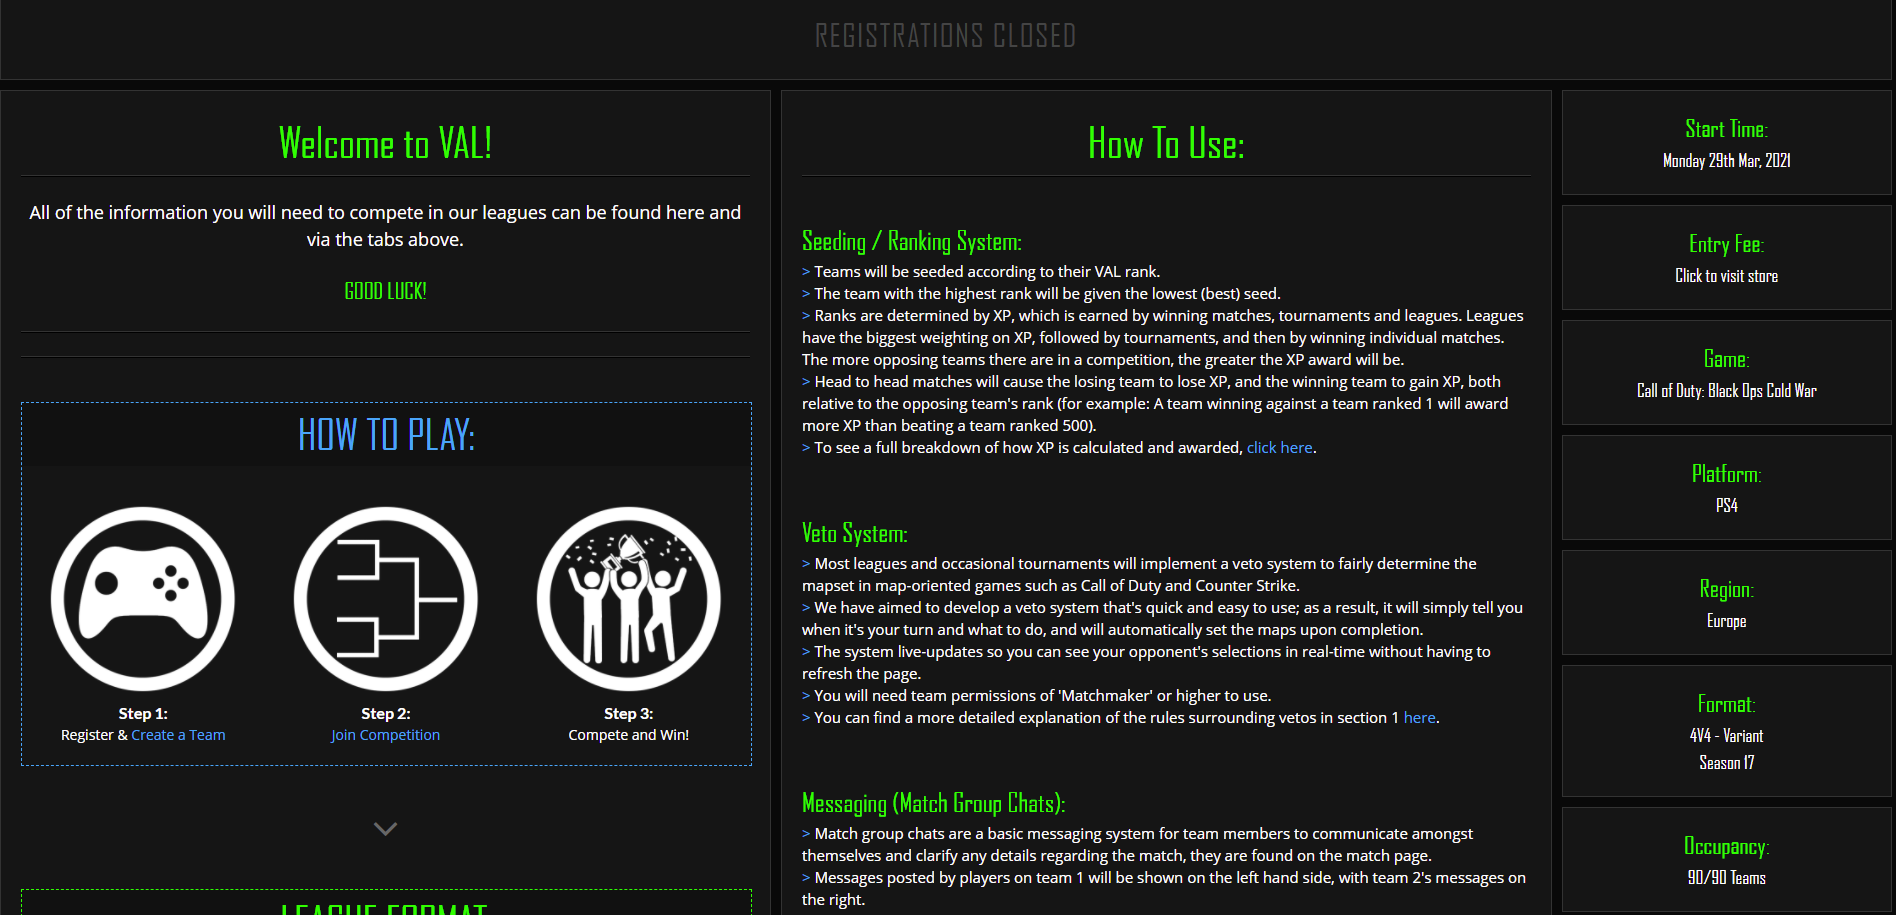 REGISTRATIONS CLOSED
Welcome to VAL!
All of the information you will need to compete in our leagues can be found here and
via the tabs above.
GOOD LUCK!
HOW TO PLAY:
Step 1:
Register & Create a Team
Step 2:
Join Competition
Step 3:
Compete and Win!
LEAGUE FORMAT
How To Use:
Seeding / Ranking System:
> Teams will be seeded according to their VAL rank.
> The team with the highest rank will be given the lowest (best) seed.
> Ranks are determined by XP, which is earned by winning matches, tournaments and leagues. Leagues
have the biggest weighting on XP, followed by tournaments, and then by winning individual matches.
The more opposing teams there are in a competition, the greater the XP award will be.
> Head to head matches will cause the losing team to lose XP, and the winning team to gain XP, both
relative to the opposing team's rank (for example: A team winning against a team ranked 1 will award
more XP than beating a team ranked 500).
> To see a full breakdown of how XP is calculated and awarded, click here.
Veto System:
> Most leagues and occasional tournaments will implement a veto system to fairly determine the
mapset in map-oriented games such as Call of Duty and Counter Strike.
> We have aimed to develop a veto system that's quick and easy to use; as a result, it will simply tell you
when it's your turn and what to do, and will automatically set the maps upon completion.
> The system live-updates so you can see your opponent's selections in real-time without having to
refresh the page.
> You will need team permissions of 'Matchmaker' or higher to use.
> You can find a more detailed explanation of the rules surrounding vetos in section 1 here.
Messaging (Match Group Chats):
> Match group chats are a basic messaging system for team members to communicate amongst
themselves and clarify any details regarding the match, they are found on the match page.
> Messages posted by players on team 1 will be shown on the left hand side, with team 2's messages on
the right.
Start Time:
Monday 29th Mar, 2021
Entry Fee:
Click to visit store
Game:
Call of Duty: Black Ops Cold War
Platform:
PS4
Region:
Europe
Format:
4V4 - Variant
Season 17
Occupancy:
90/90 Teams